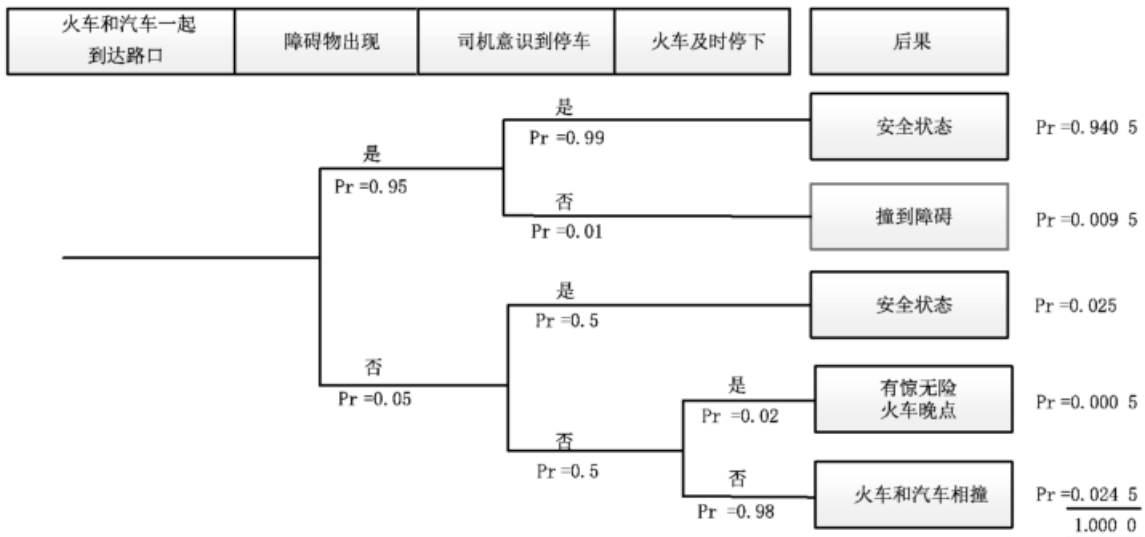 火车和汽车一起
到达路口
障碍物出现
司机意识到停车
火车及时停下
后果
是
Pr =0.99
安全状态
Pr =0.940 5
是
Pr =0.95
否
Pr =0.01
撞到障碍
Pr =0.009 5
是
Pr =0.5
安全状态
Pr =0.025
否
Pr =0.05
是
Pr =0.02
有惊无险
火车晚点
Pr =0.000 5
否
Pr =0.5
否
Pr =0.98
火车和汽车相撞
Pr =0.024 5
1.000 0